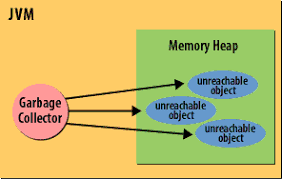 JVM
Memory Heap
unreachable
object
Garbage
Collector
unreachable
object
unreachable
object